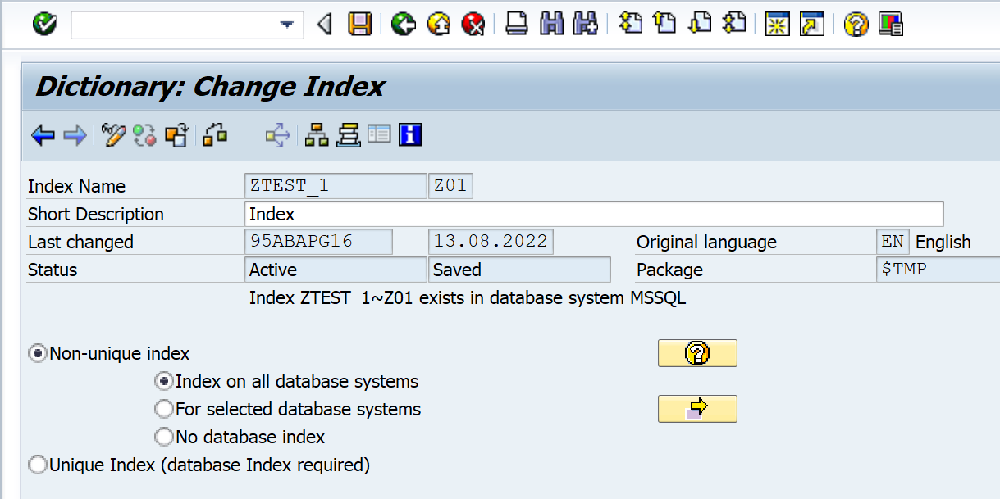 Dictionary: Change Index
Index Name ZTEST_1 Z01
Short Description Index
Last changed 95ABAPG16 13.08.2022 Original language EN English
Status Active Saved Package $TMP
Index ZTEST_1~Z01 exists in database system MSSQL
Non-unique index
Index on all database systems
For selected database systems
No database index
Unique Index (database Index required)